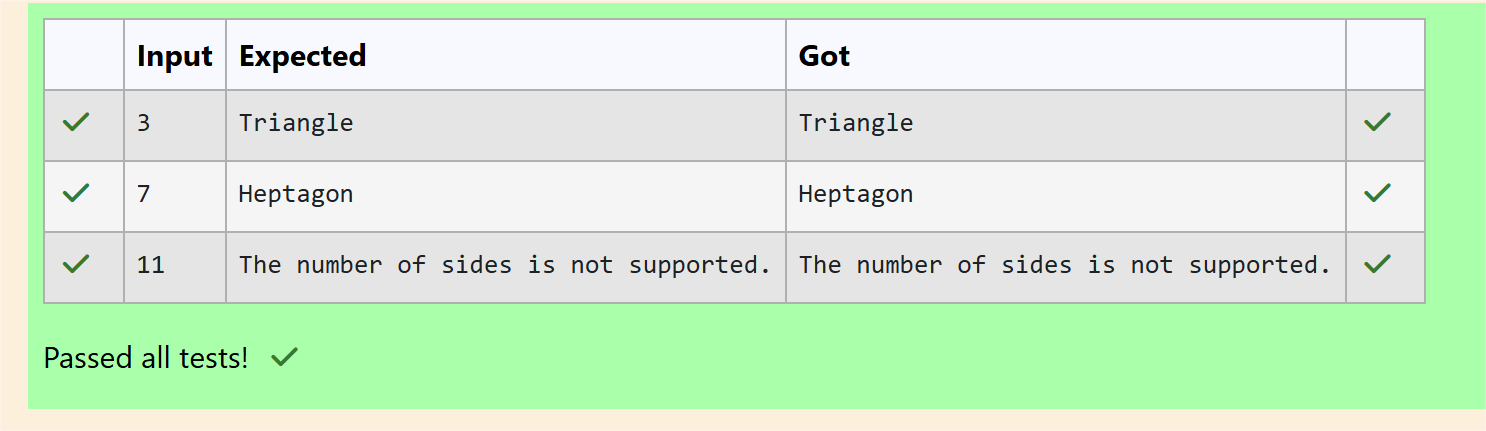 Input Expected Got
3 Triangle Triangle
7 Heptagon Heptagon
11 The number of sides is not supported. The number of sides is not supported.
Passed all tests!